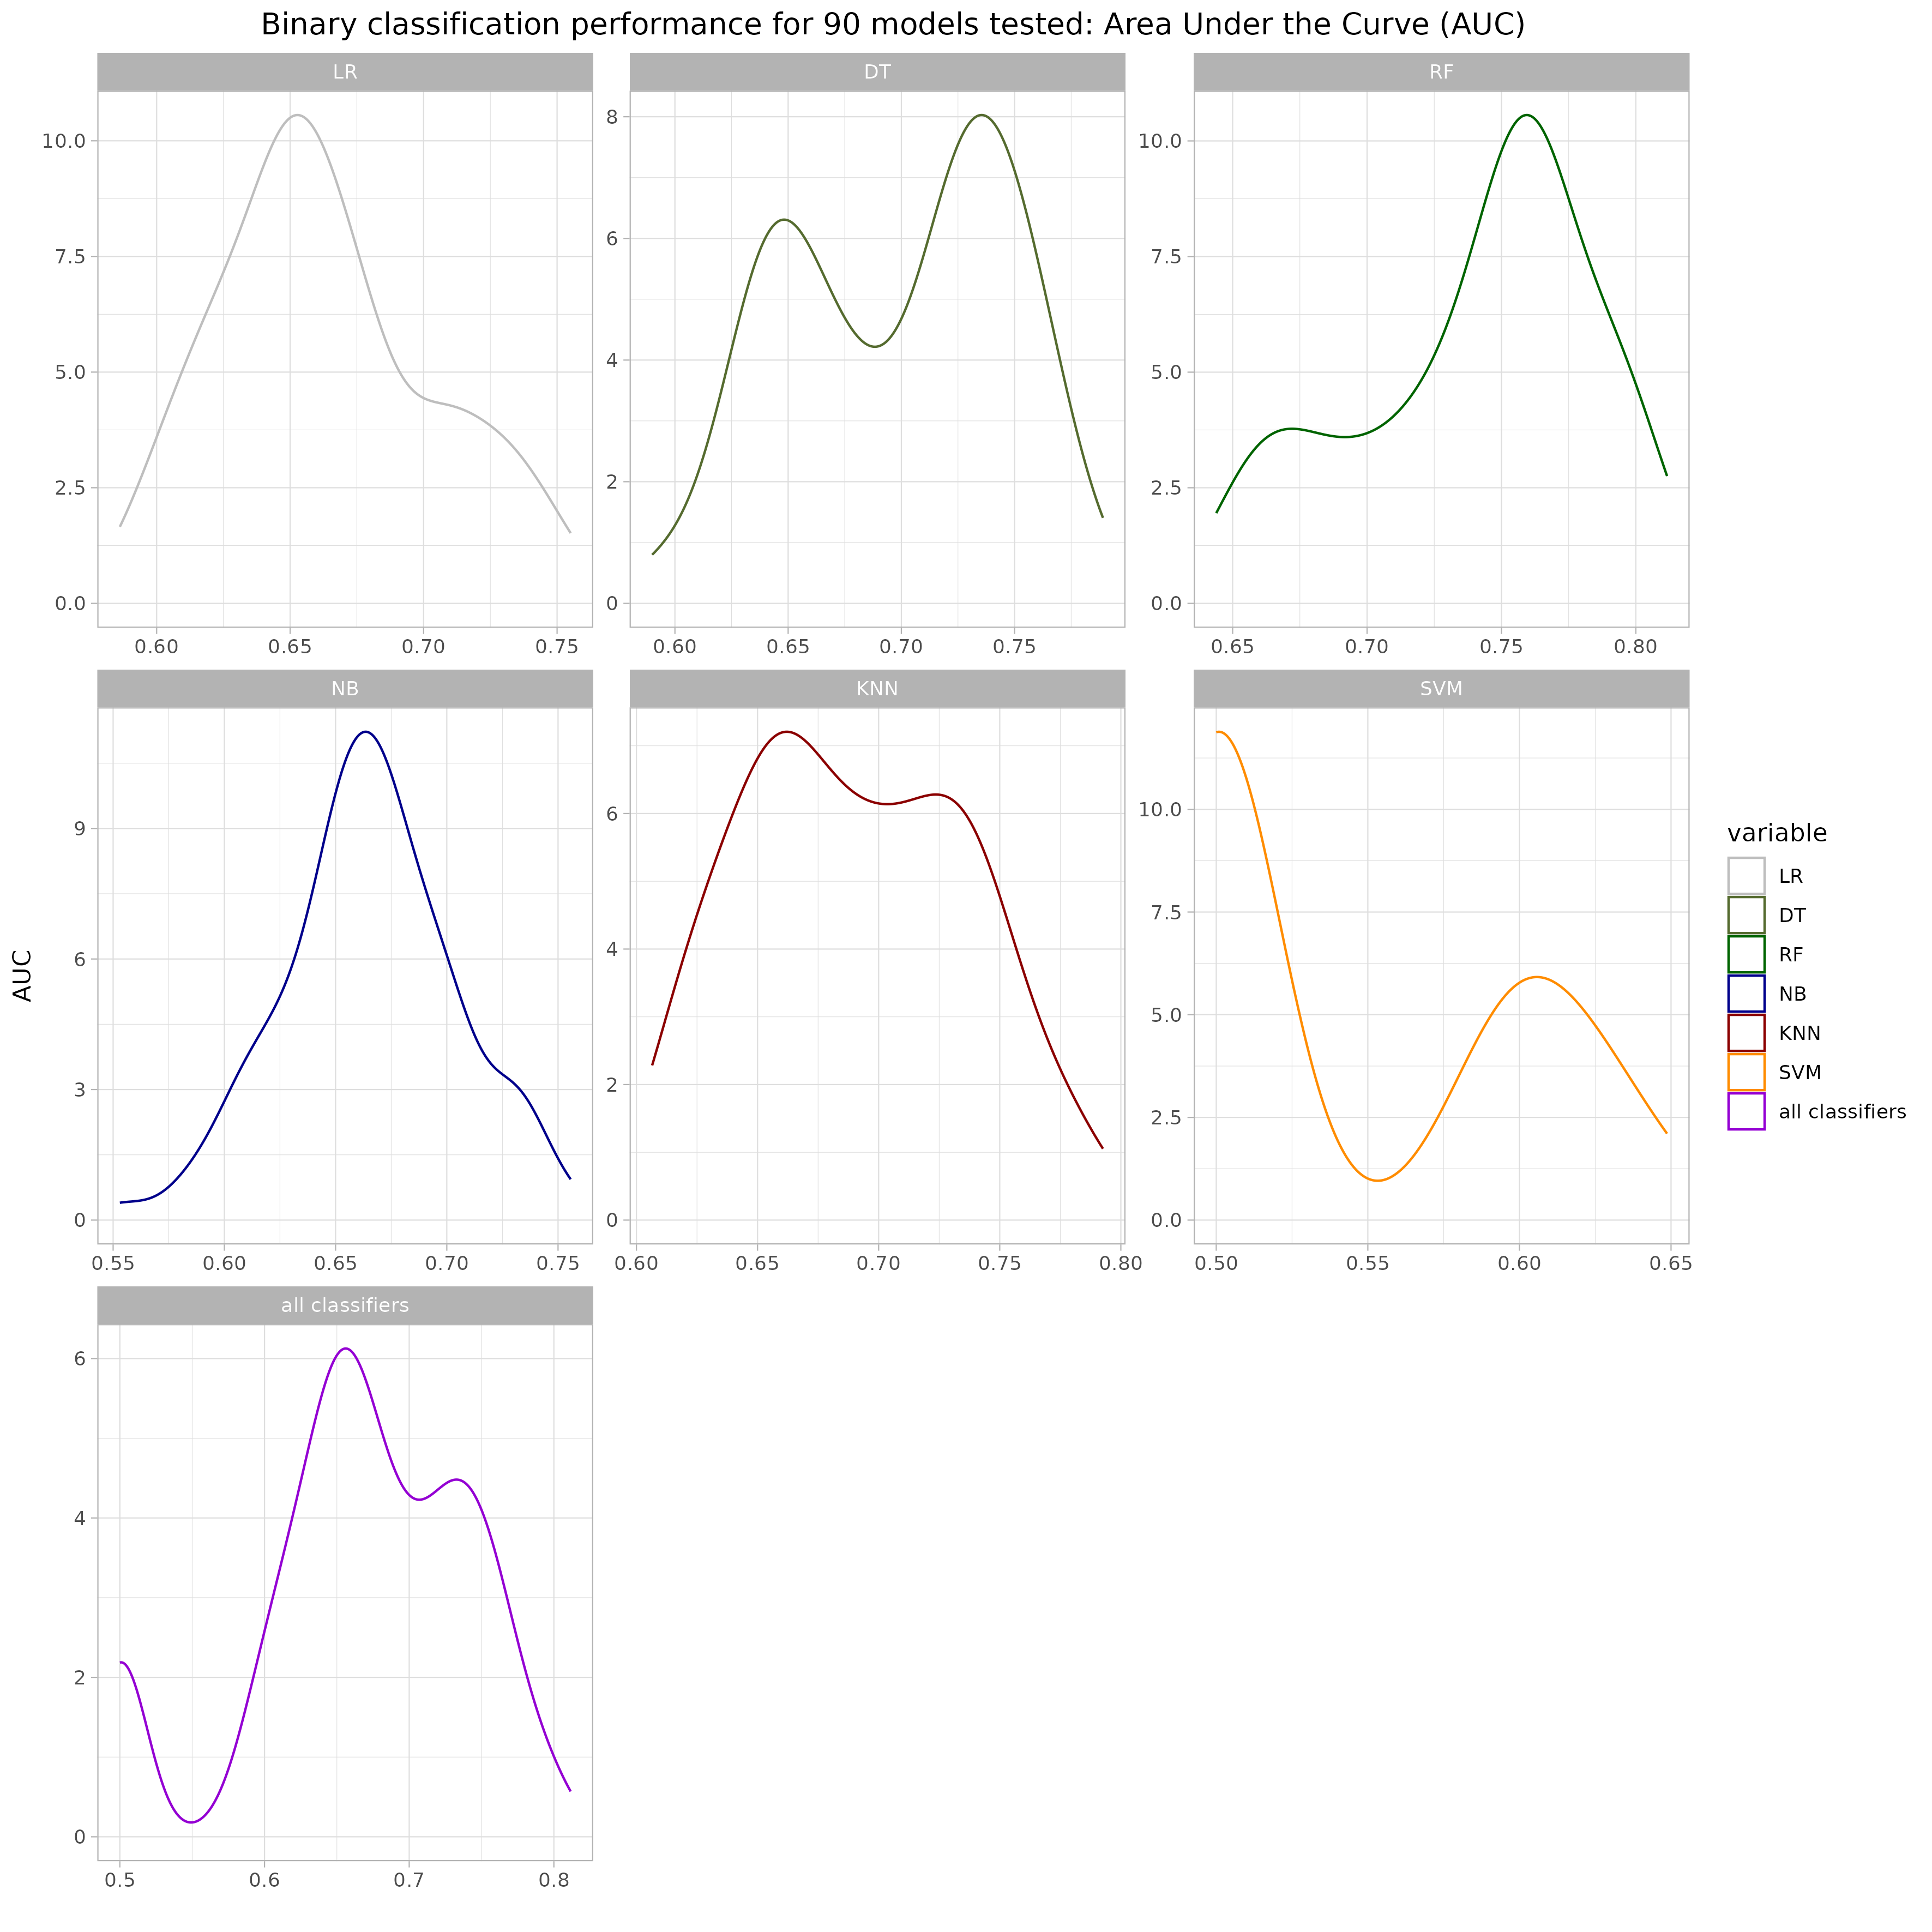 Binary classification performance for 90 models tested: Area Under the Curve (AUC)
LR
10.0
7.5
5.0
2.5
0.0
0.60 0.65 0.70 0.75
DT
8
6
4
2
0
0.60 0.65 0.70 0.75
RF
10.0
7.5
5.0
2.5
0.0
0.65 0.70 0.75 0.80
NB
9
6
3
0
0.55 0.60 0.65 0.70 0.75
KNN
6
4
2
0
0.60 0.65 0.70 0.75 0.80
SVM
10.0
7.5
5.0
2.5
0.0
0.50 0.55 0.60 0.65
all classifiers
6
4
2
0
0.5 0.6 0.7 0.8
AUC
variable
LR
DT
RF
NB
KNN
SVM
all classifiers